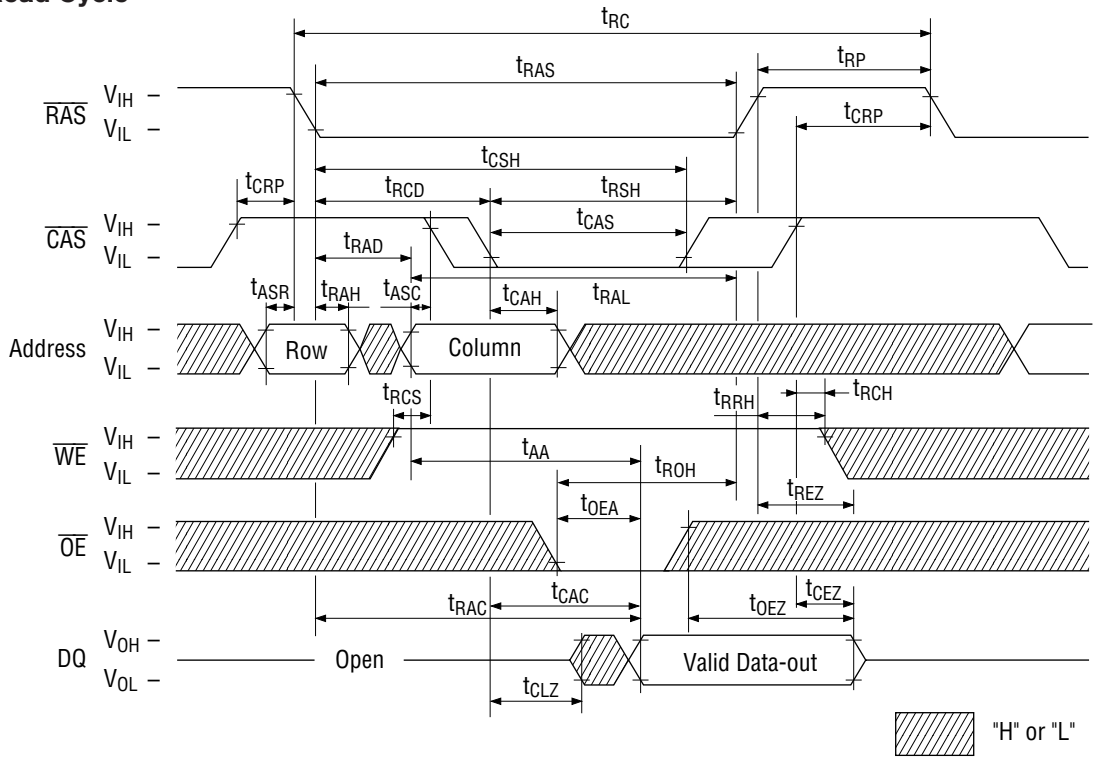 Read Cycle
tRC
tRAS
tRP
RAS
VIH
VIL
tCRP
tCSH
tCRP
tRCD
tRSH
CAS
VIH
VIL
tCAS
tRAD
tRAL
tASR
tRAH
tASC
tCAH
Address
VIH
VIL
Row
Column
tRCS
tRRH
tRCH
WE
VIH
VIL
tAA
tROH
tREZ
tOEA
OE
VIH
VIL
tCAC
tRAC
tOEZ
tCEZ
DQ
VOH
VOL
Open
Valid Data-out
tCLZ
"H" or "L"